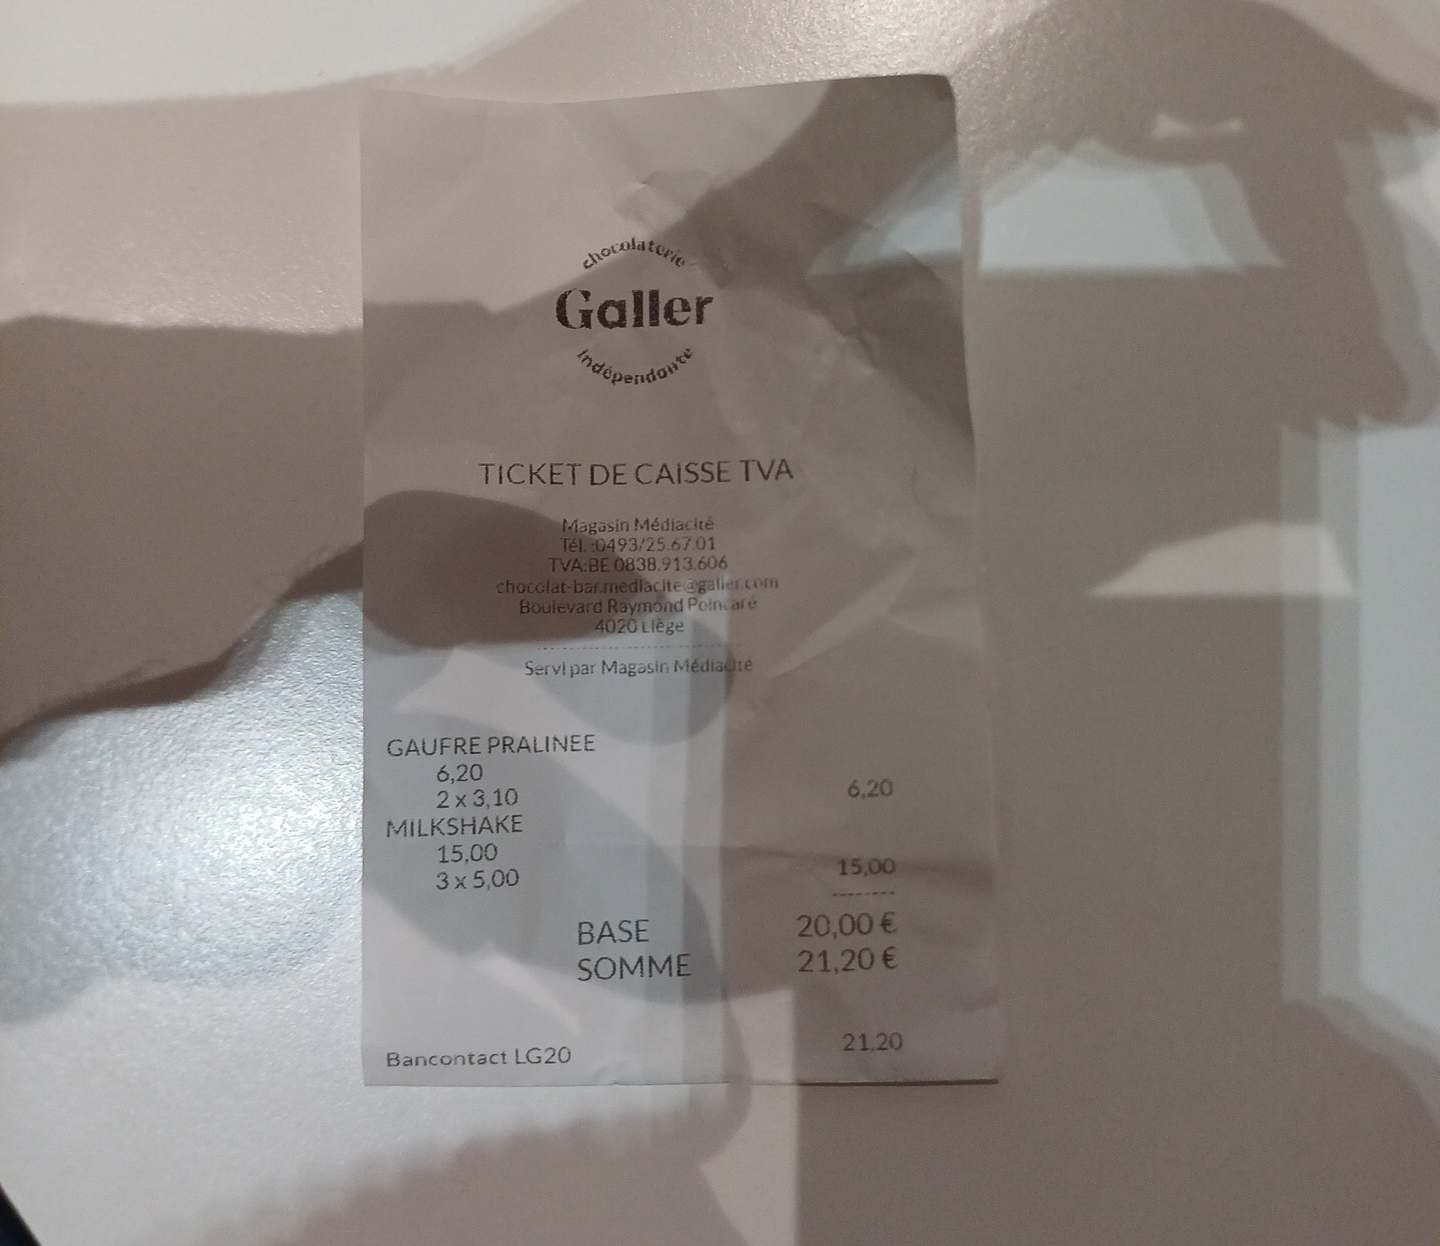 chocolaterie
Galler
indépendante
TICKET DE CAISSE TVA
Magasin Médiacité
Tél. :0493/25.67.01
TVA:BE 0838.913.606
chocolat-bar.mediacite@galler.com
Boulevard Raymond Poincaré
4020 Liège
Servi par Magasin Médiacité
GAUFRE PRALINEE
6,20
2 x 3,10 6,20
MILKSHAKE
15,00
3 x 5,00 15,00
BASE 20,00 €
SOMME 21,20 €
Bancontact LG20 21,20